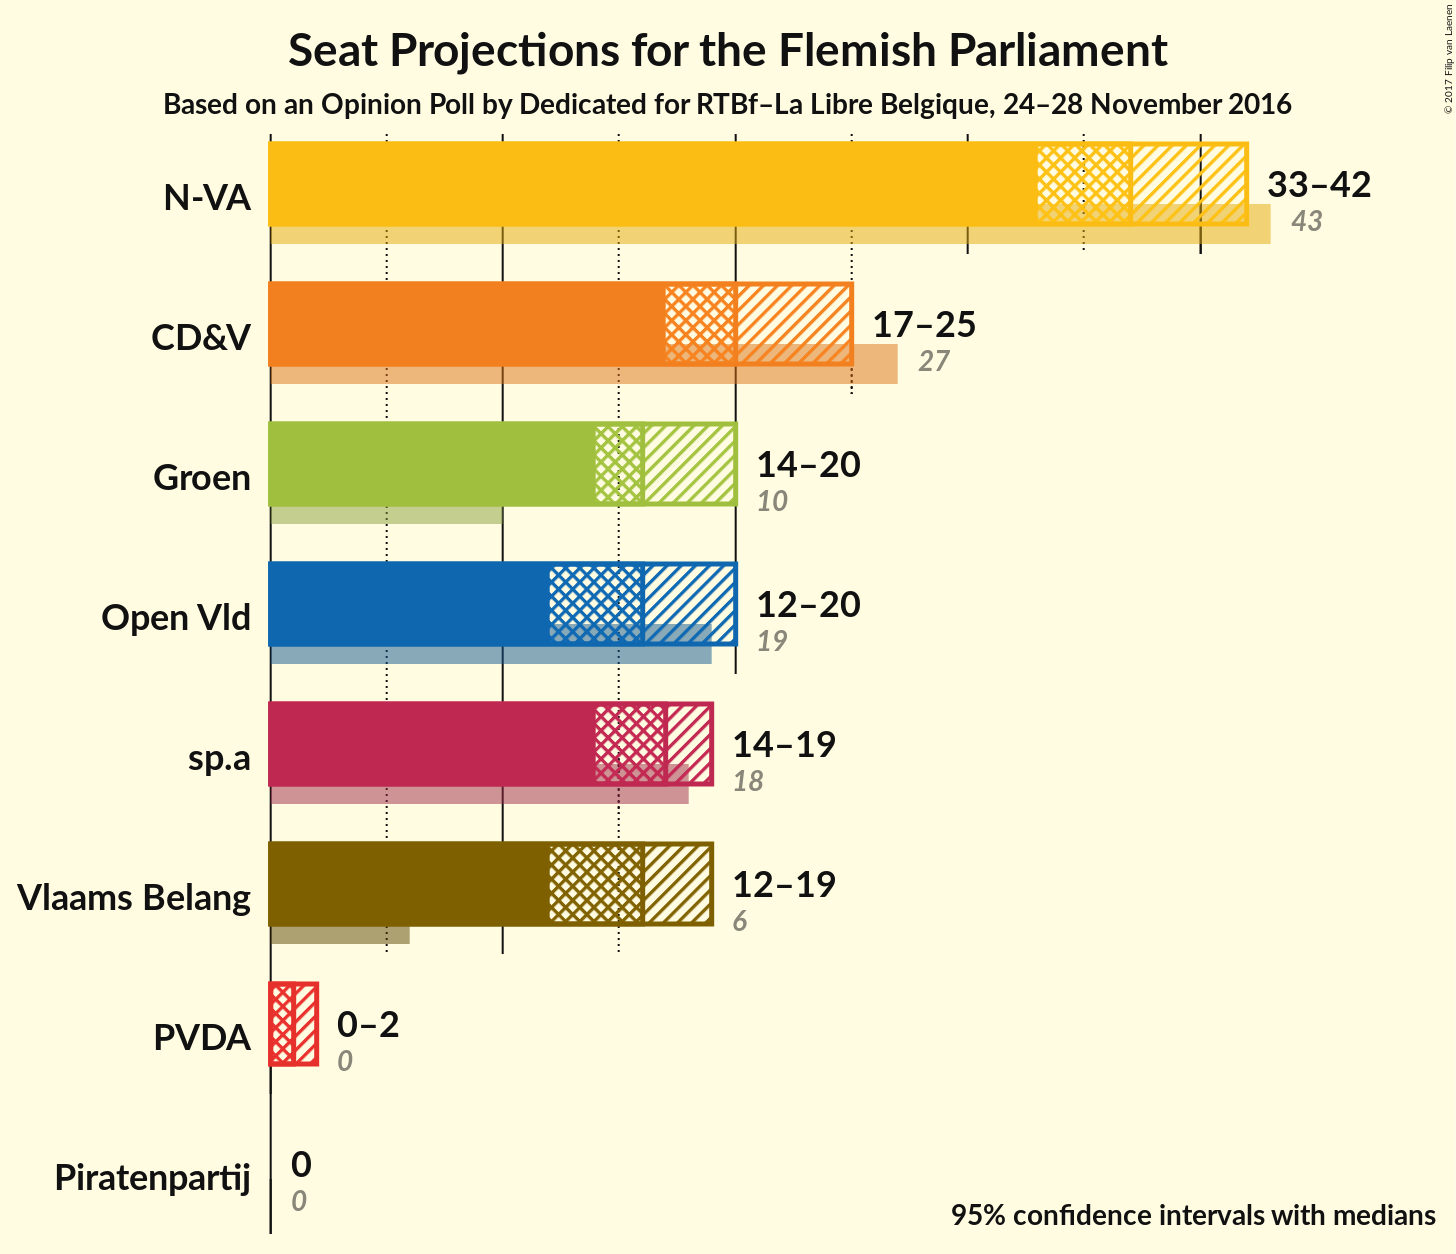 Seat Projections for the Flemish Parliament
Based on an Opinion Poll by Dedicated for RTBf–La Libre Belgique, 24–28 November 2016
© 2017 Filip van Laenen
N-VA
33–42
43
CD&V
17–25
27
Groen
14–20
10
Open Vld
12–20
19
sp.a
14–19
18
Vlaams Belang
12–19
6
PVDA
0–2
0
Piratenpartij
0
0
95% confidence intervals with medians